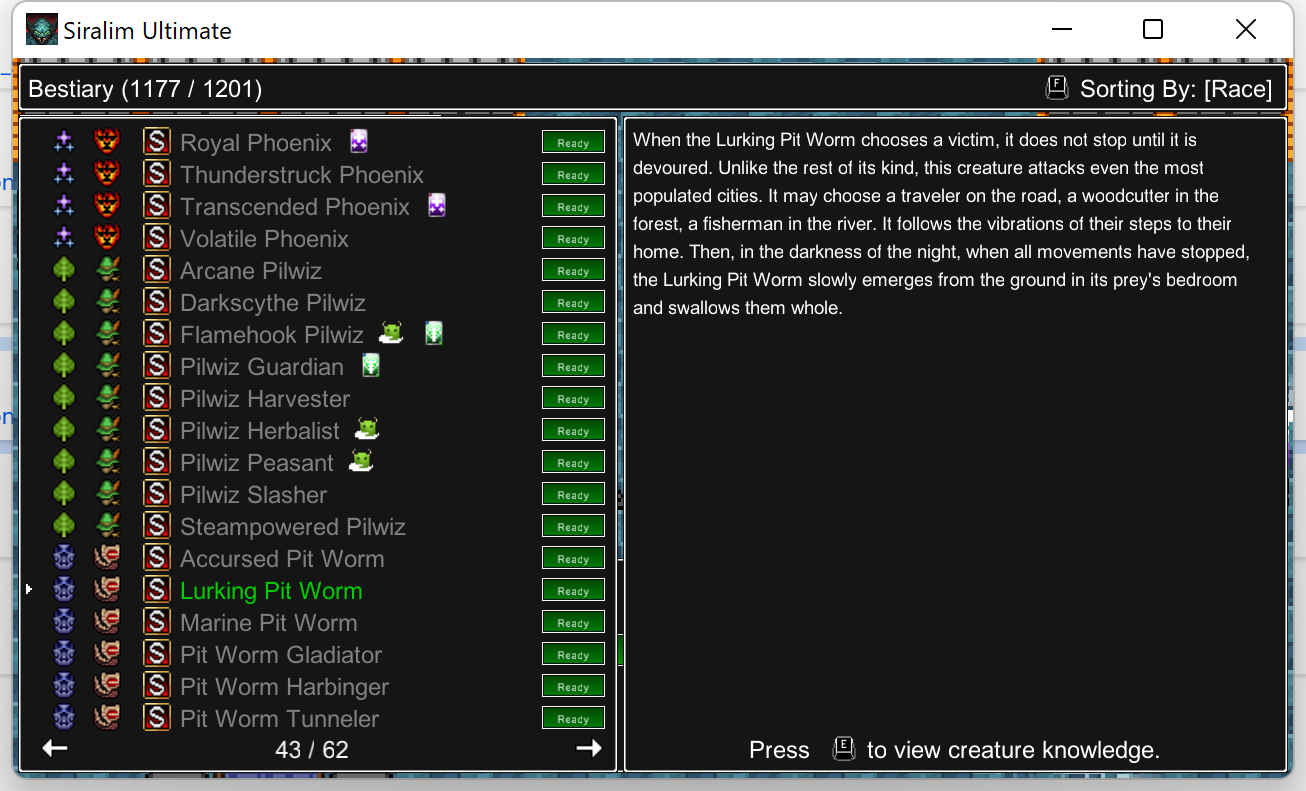 Siralim Ultimate
Bestiary (1177 / 1201)
F Sorting By: [Race]
S Royal Phoenix Ready
S Thunderstruck Phoenix Ready
S Transcended Phoenix Ready
S Volatile Phoenix Ready
S Arcane Pilwiz Ready
S Darkscythe Pilwiz Ready
S Flamehook Pilwiz Ready
S Pilwiz Guardian Ready
S Pilwiz Harvester Ready
S Pilwiz Herbalist Ready
S Pilwiz Peasant Ready
S Pilwiz Slasher Ready
S Steampowered Pilwiz Ready
S Accursed Pit Worm Ready
S Lurking Pit Worm Ready
S Marine Pit Worm Ready
S Pit Worm Gladiator Ready
S Pit Worm Harbinger Ready
S Pit Worm Tunneler Ready
43 / 62
When the Lurking Pit Worm chooses a victim, it does not stop until it is
devoured. Unlike the rest of its kind, this creature attacks even the most
populated cities. It may choose a traveler on the road, a woodcutter in the
forest, a fisherman in the river. It follows the vibrations of their steps to their
home. Then, in the darkness of the night, when all movements have stopped,
the Lurking Pit Worm slowly emerges from the ground in its prey's bedroom
and swallows them whole.
Press E to view creature knowledge.